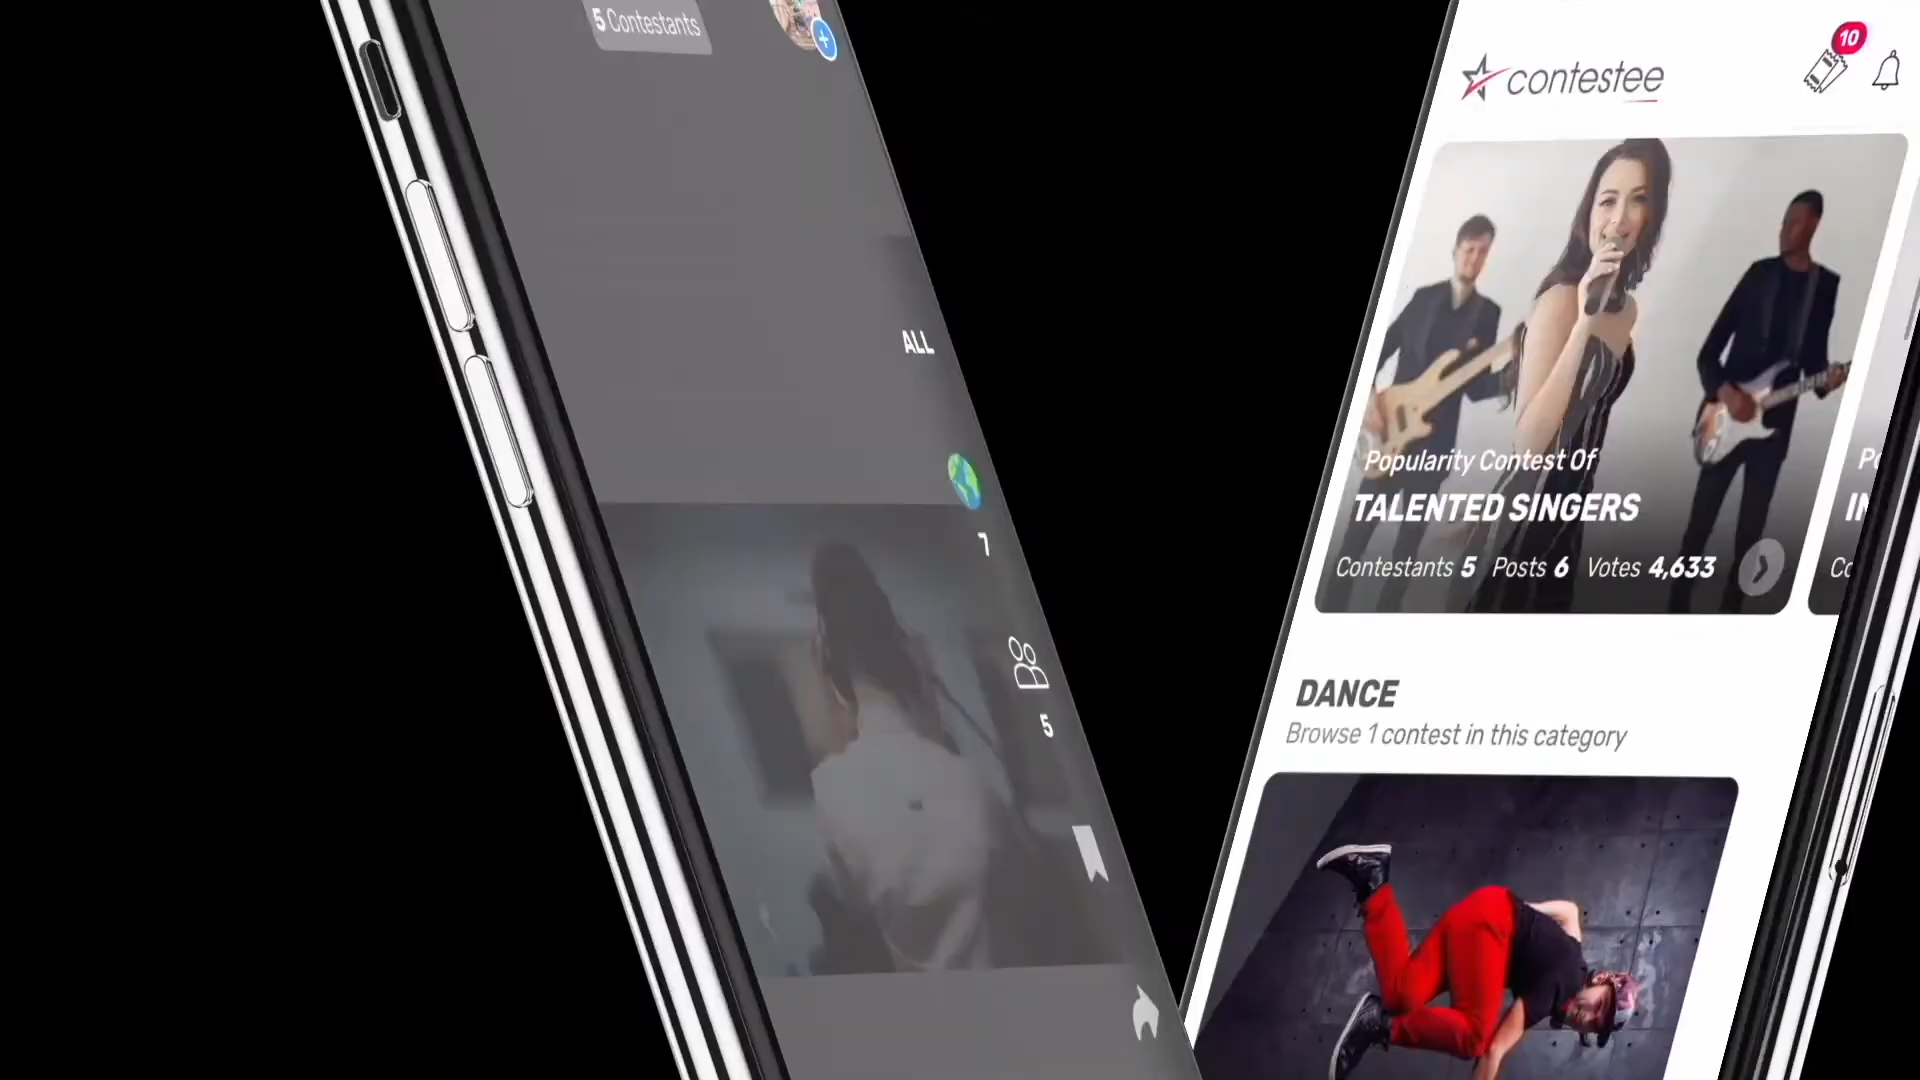 5 Contestants
ALL
7
5
10
contestee
Popularity Contest Of
TALENTED SINGERS
Contestants 5 Posts 6 Votes 4,633
DANCE
Browse 1 contest in this category